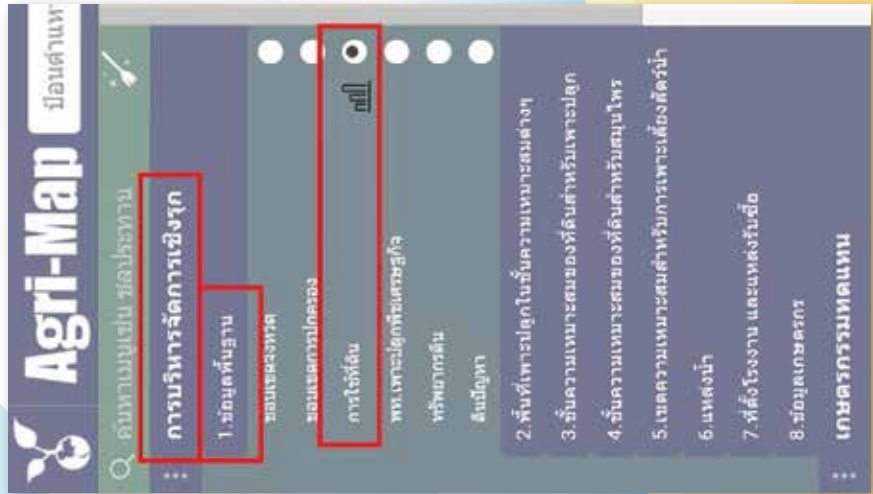 Agri-Map
ป้อนตำแหน
ค้นหาเมนูเช่น ชลประทาน
การบริหารจัดการเชิงรุก
1.ข้อมูลพื้นฐาน
ขอบเขตวงหวด
ขอบเขตการปกครอง
การใช้ที่ดิน
พท.เพาะปลูกพืชเศรษฐกิจ
ทรัพยากรดิน
ดินปัญหา
2.พื้นที่เพาะปลูกในชั้นความเหมาะสมต่างๆ
3.ชั้นความเหมาะสมของที่ดินสำหรับเพาะปลูก
4.ชั้นความเหมาะสมของที่ดินสำหรับสมุนไพร
5.เขตความเหมาะสมสำหรับการเพาะเลี้ยงสัตว์น้ำ
6.แหล่งน้ำ
7.ที่ตั้งโรงงาน และแหล่งรับซื้อ
8.ข้อมูลเกษตรกร
เกษตรกรรมทดแทน